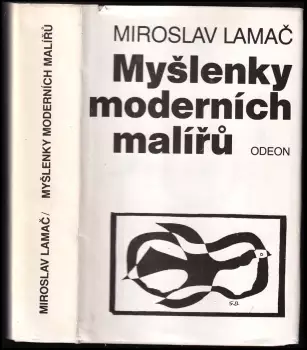 MIROSLAV LAMAČ/ MYŠLENKY MODERNÍCH MALÍŘŮ
MIROSLAV LAMAČ
Myšlenky
moderních
malířů
ODEON
G.B.